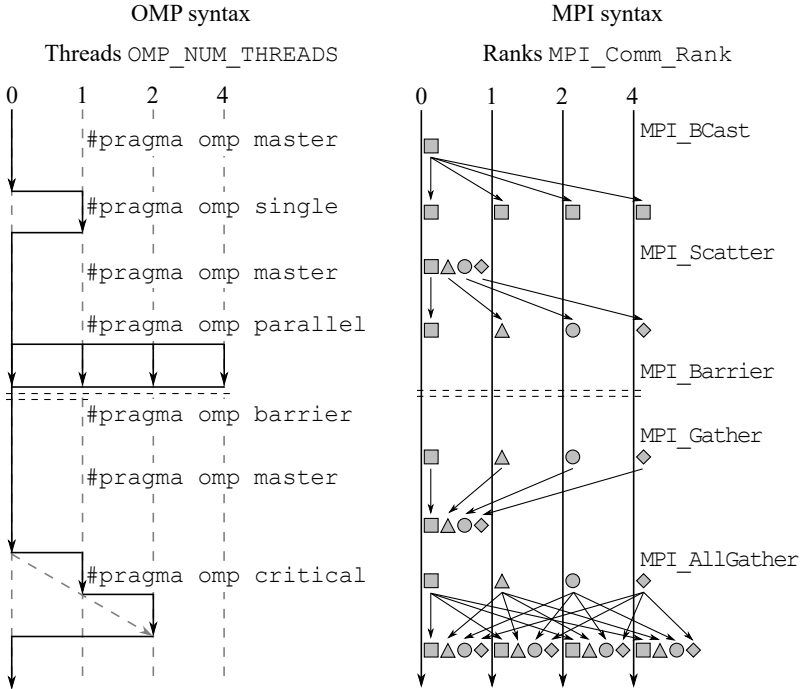 OMP syntax
Threads OMP_NUM_THREADS
0 1 2 4
#pragma omp master
#pragma omp single
#pragma omp master
#pragma omp parallel
#pragma omp barrier
#pragma omp master
#pragma omp critical
MPI syntax
Ranks MPI_Comm_Rank
0 1 2 4
MPI_BCast
MPI_Scatter
MPI_Barrier
MPI_Gather
MPI_AllGather